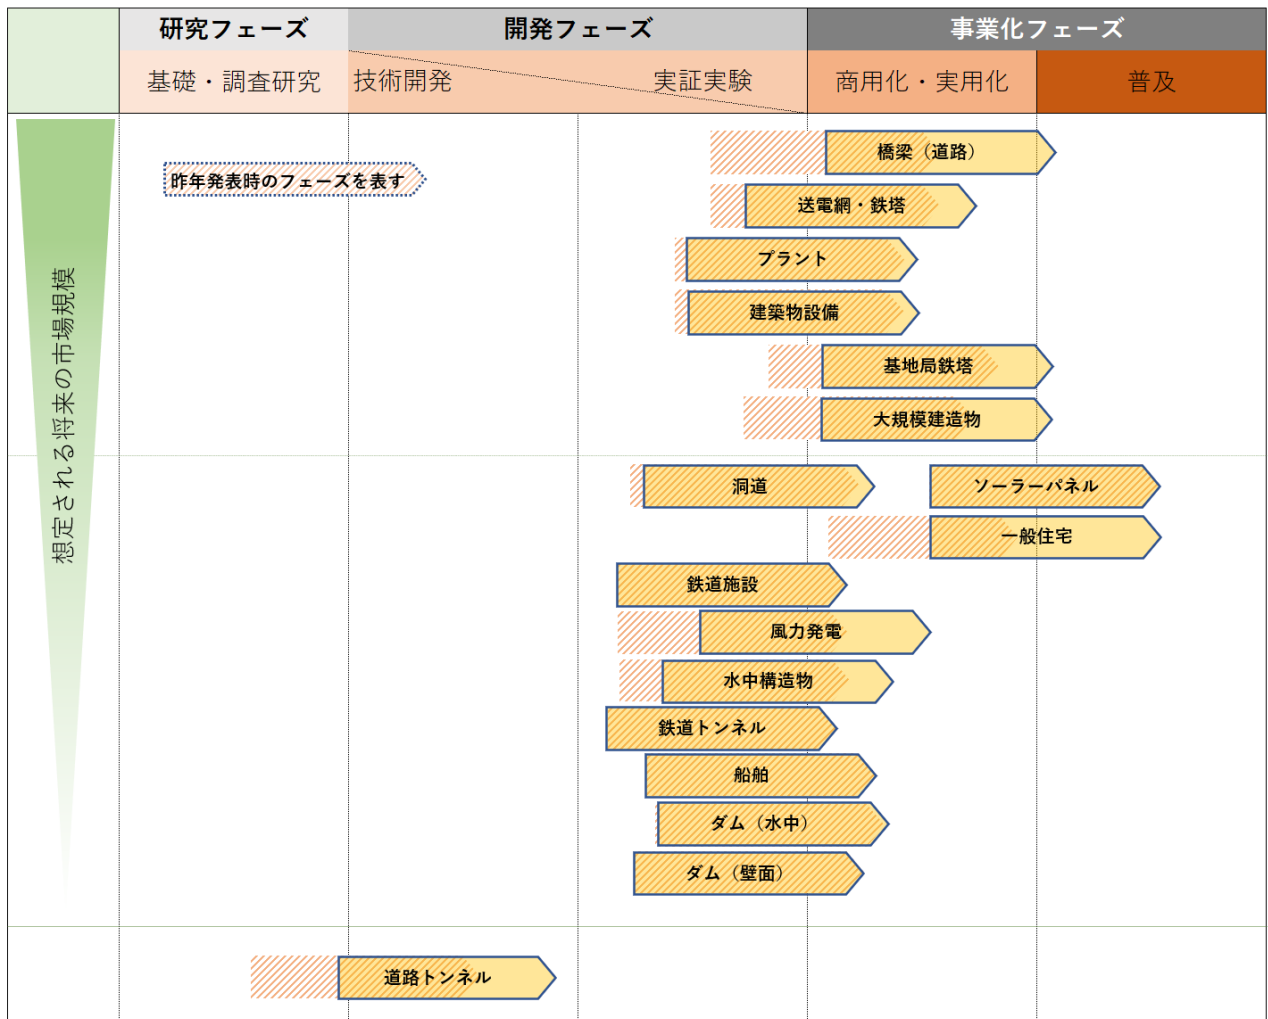 研究フェーズ
開発フェーズ
事業化フェーズ
基礎・調査研究
技術開発
実証実験
商用化・実用化
普及
想定される将来の市場規模
昨年発表時のフェーズを表す
橋梁（道路）
送電網・鉄塔
プラント
建築物設備
基地局鉄塔
大規模建造物
洞道
ソーラーパネル
一般住宅
鉄道施設
風力発電
水中構造物
鉄道トンネル
船舶
ダム（水中）
ダム（壁面）
道路トンネル